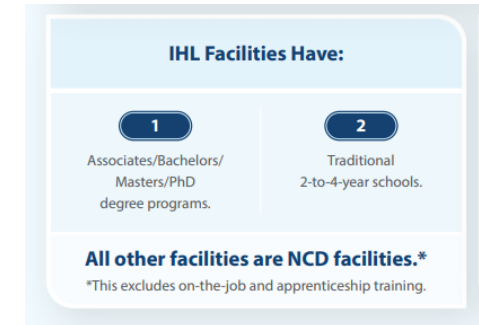 IHL Facilities Have:
1
Associates/Bachelors/
Masters/PhD
degree programs.
2
Traditional
2-to-4-year schools.
All other facilities are NCD facilities.*
*This excludes on-the-job and apprenticeship training.